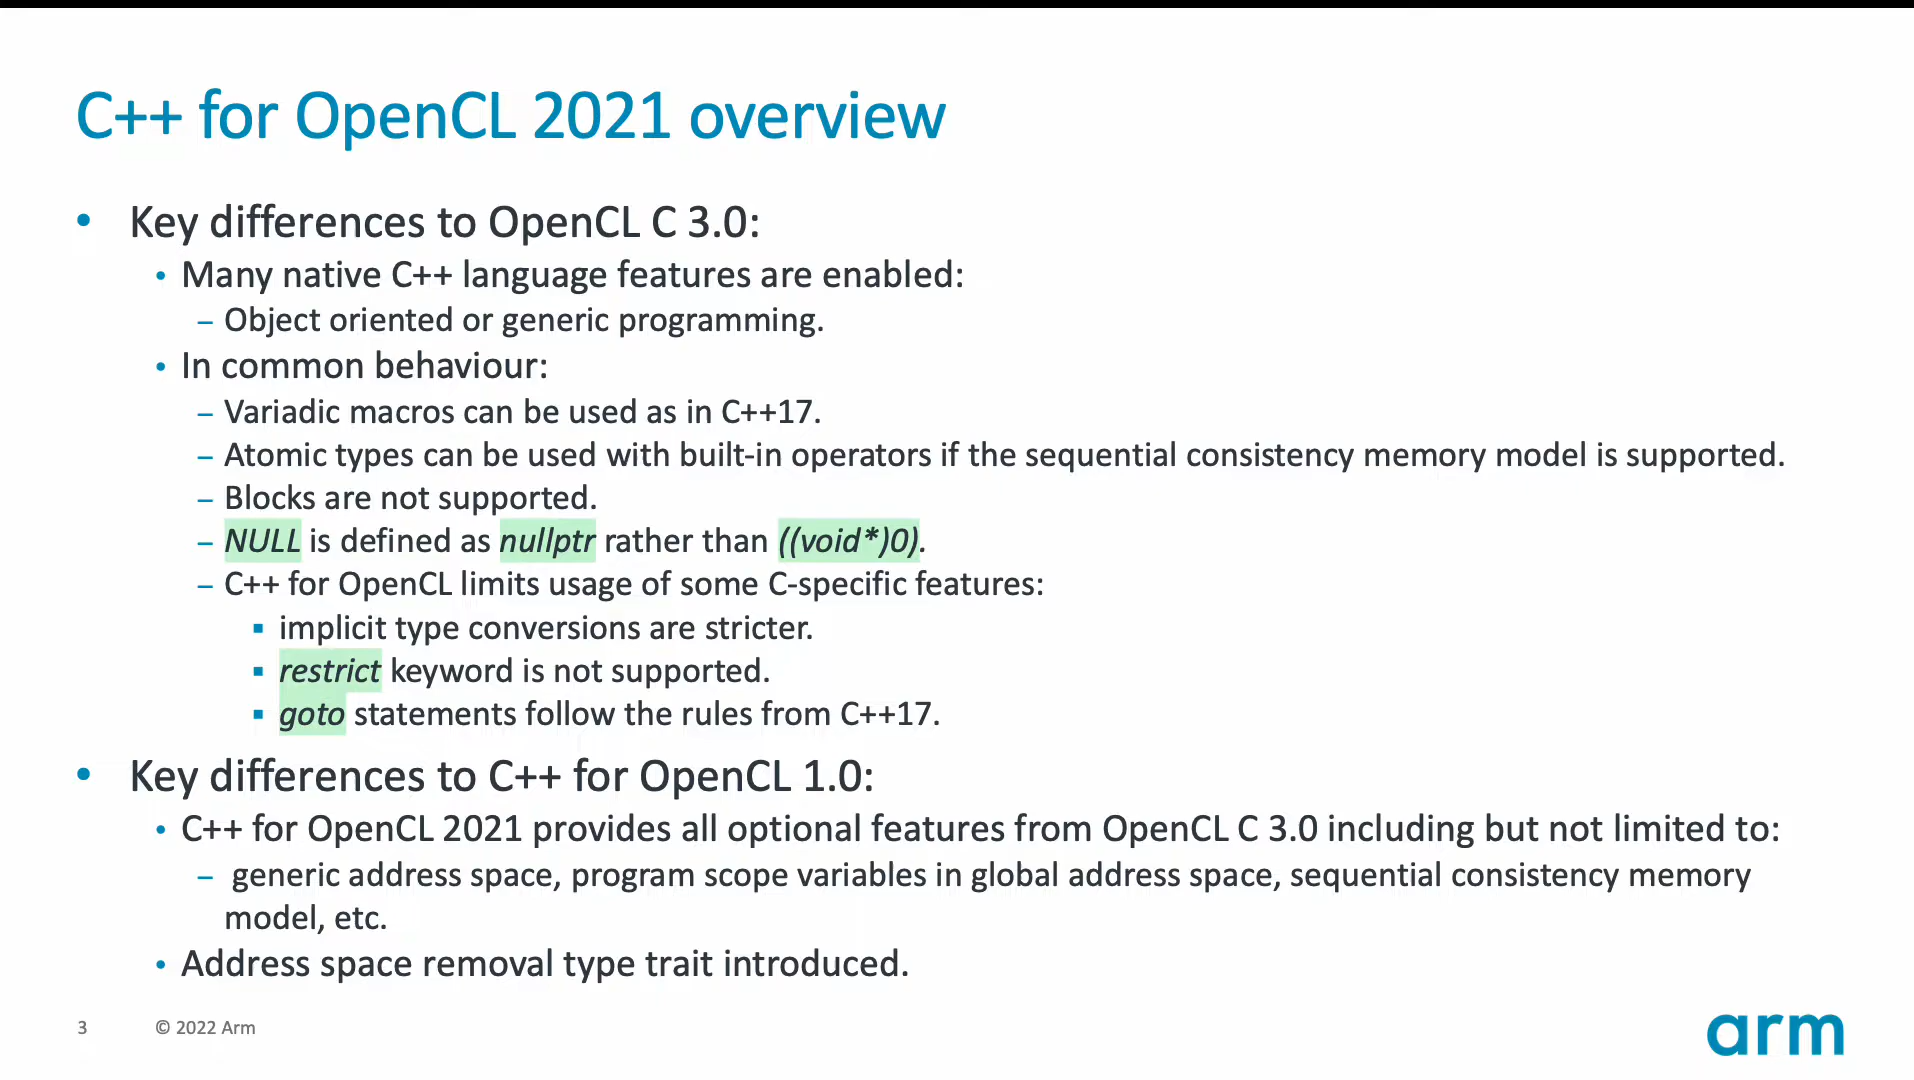 C++ for OpenCL 2021 overview
• Key differences to OpenCL C 3.0:
• Many native C++ language features are enabled:
– Object oriented or generic programming.
• In common behaviour:
– Variadic macros can be used as in C++17.
– Atomic types can be used with built-in operators if the sequential consistency memory model is supported.
– Blocks are not supported.
– NULL is defined as nullptr rather than ((void*)0).
– C++ for OpenCL limits usage of some C-specific features:
▪ implicit type conversions are stricter.
▪ restrict keyword is not supported.
▪ goto statements follow the rules from C++17.
• Key differences to C++ for OpenCL 1.0:
• C++ for OpenCL 2021 provides all optional features from OpenCL C 3.0 including but not limited to:
– generic address space, program scope variables in global address space, sequential consistency memory
model, etc.
• Address space removal type trait introduced.
3 © 2022 Arm
arm